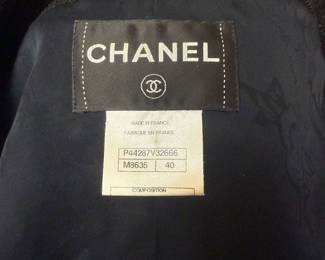 CHANEL
MADE IN FRANCE
FABRIQUE EN FRANCE
P44287V32666
M9635 40
COMPOSITION